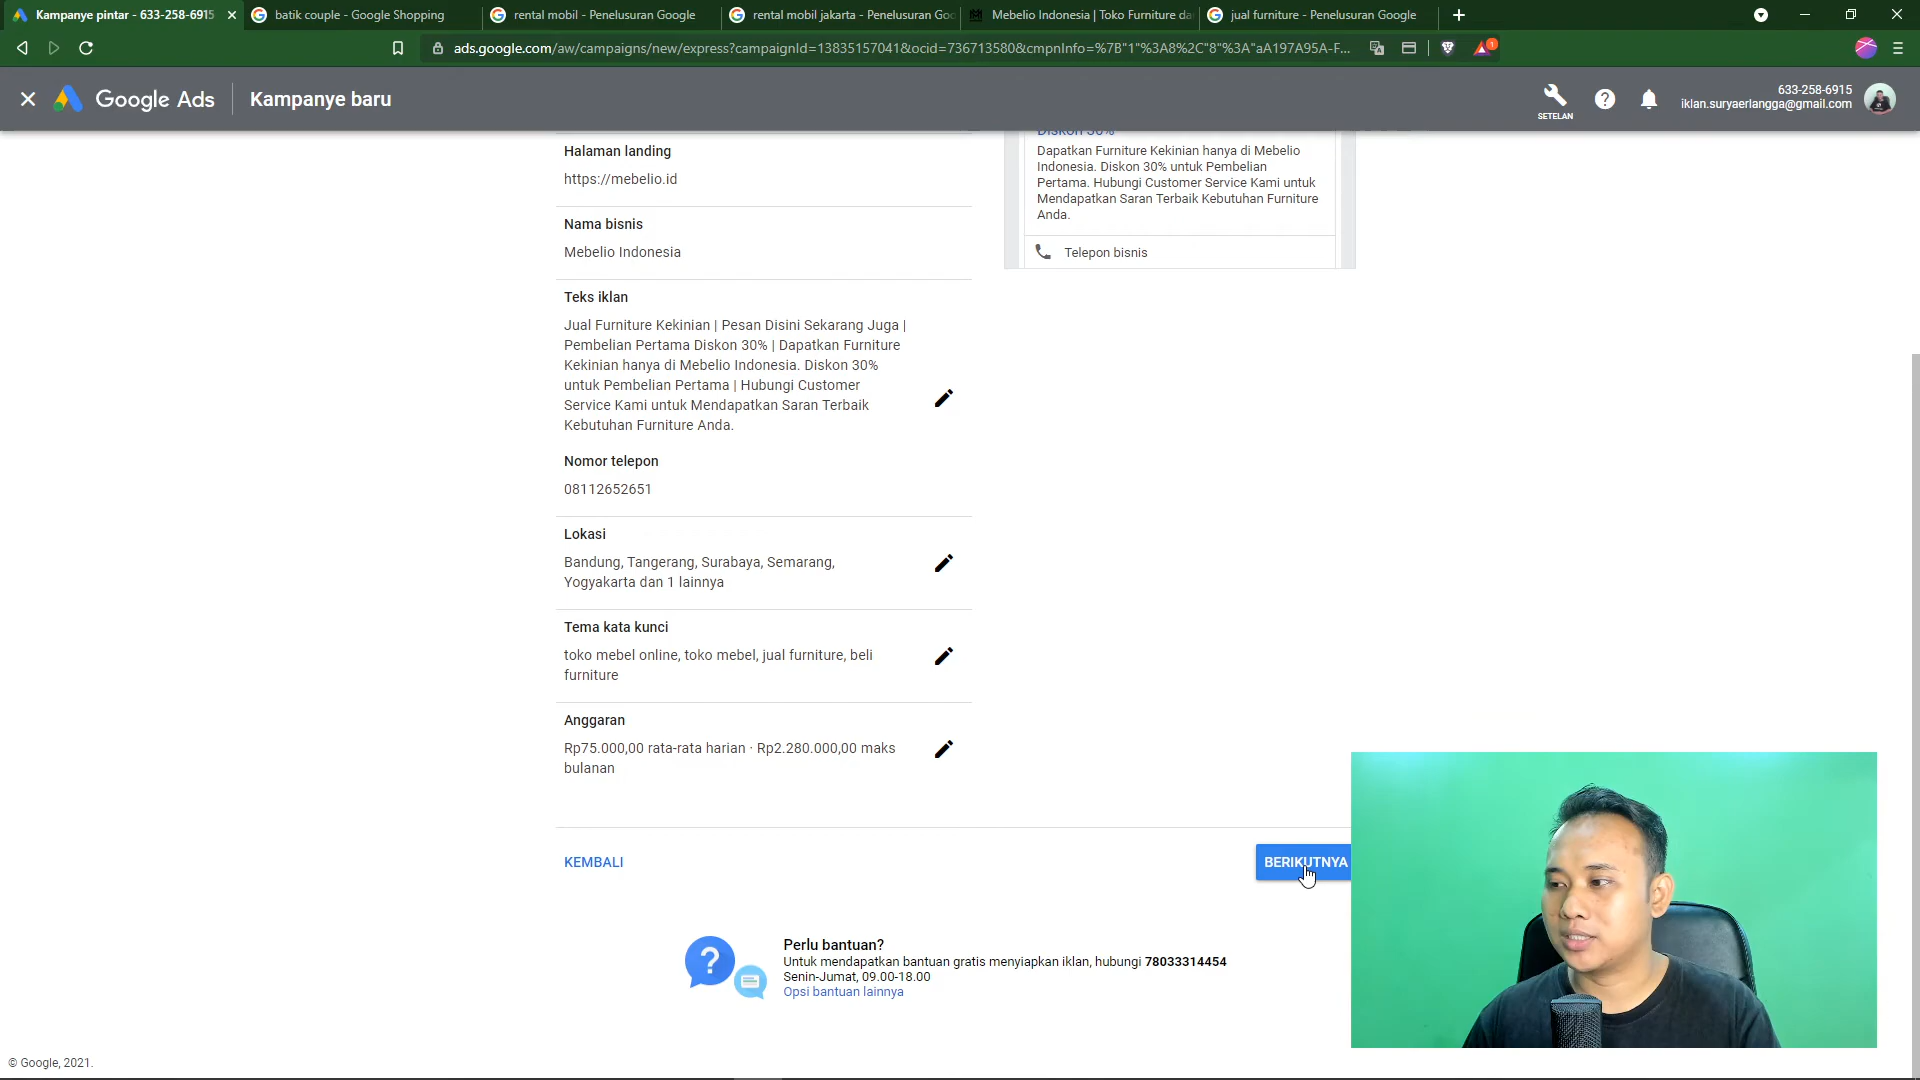 Kampanye pintar - 633-258-6915
batik couple - Google Shopping
rental mobil - Penelusuran Google
rental mobil jakarta - Penelusuran Goo
Mebelio Indonesia | Toko Furniture da
jual furniture - Penelusuran Google
ads.google.com/aw/campaigns/new/express?campaignId=13835157041&ocid=736713580&cmpnInfo=%7B"1"%3A8%2C"8"%3A"aA197A95A-F...
1
Google Ads
Kampanye baru
SETELAN
633-258-6915
iklan.suryaerlangga@gmail.com
Halaman landing
https://mebelio.id
Nama bisnis
Mebelio Indonesia
Teks iklan
Jual Furniture Kekinian | Pesan Disini Sekarang Juga |
Pembelian Pertama Diskon 30% | Dapatkan Furniture
Kekinian hanya di Mebelio Indonesia. Diskon 30%
untuk Pembelian Pertama | Hubungi Customer
Service Kami untuk Mendapatkan Saran Terbaik
Kebutuhan Furniture Anda.
Nomor telepon
08112652651
Lokasi
Bandung, Tangerang, Surabaya, Semarang,
Yogyakarta dan 1 lainnya
Tema kata kunci
toko mebel online, toko mebel, jual furniture, beli
furniture
Anggaran
Rp75.000,00 rata-rata harian · Rp2.280.000,00 maks
bulanan
Diskon 30%
Dapatkan Furniture Kekinian hanya di Mebelio
Indonesia. Diskon 30% untuk Pembelian
Pertama. Hubungi Customer Service Kami untuk
Mendapatkan Saran Terbaik Kebutuhan Furniture
Anda.
Telepon bisnis
KEMBALI
BERIKUTNYA
Perlu bantuan?
Untuk mendapatkan bantuan gratis menyiapkan iklan, hubungi 78033314454
Senin-Jumat, 09.00-18.00
Opsi bantuan lainnya
© Google, 2021.